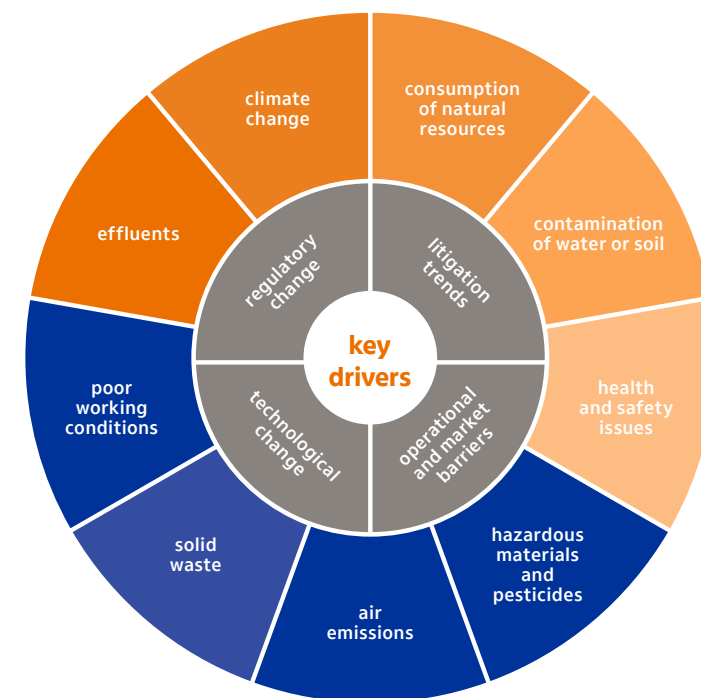 climate
change
consumption
of natural
resources
effluents
contamination
of water or soil
regulatory
change
litigation
trends
key
drivers
poor
working
conditions
health
and safety
issues
technological
change
operational
and market
barriers
solid
waste
hazardous
materials
and
pesticides
air
emissions